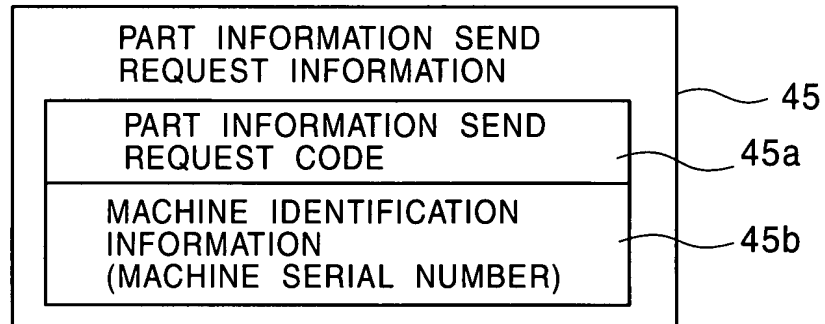 PART INFORMATION SEND
REQUEST INFORMATION
45
PART INFORMATION SEND
REQUEST CODE
45a
MACHINE IDENTIFICATION
INFORMATION
(MACHINE SERIAL NUMBER)
45b